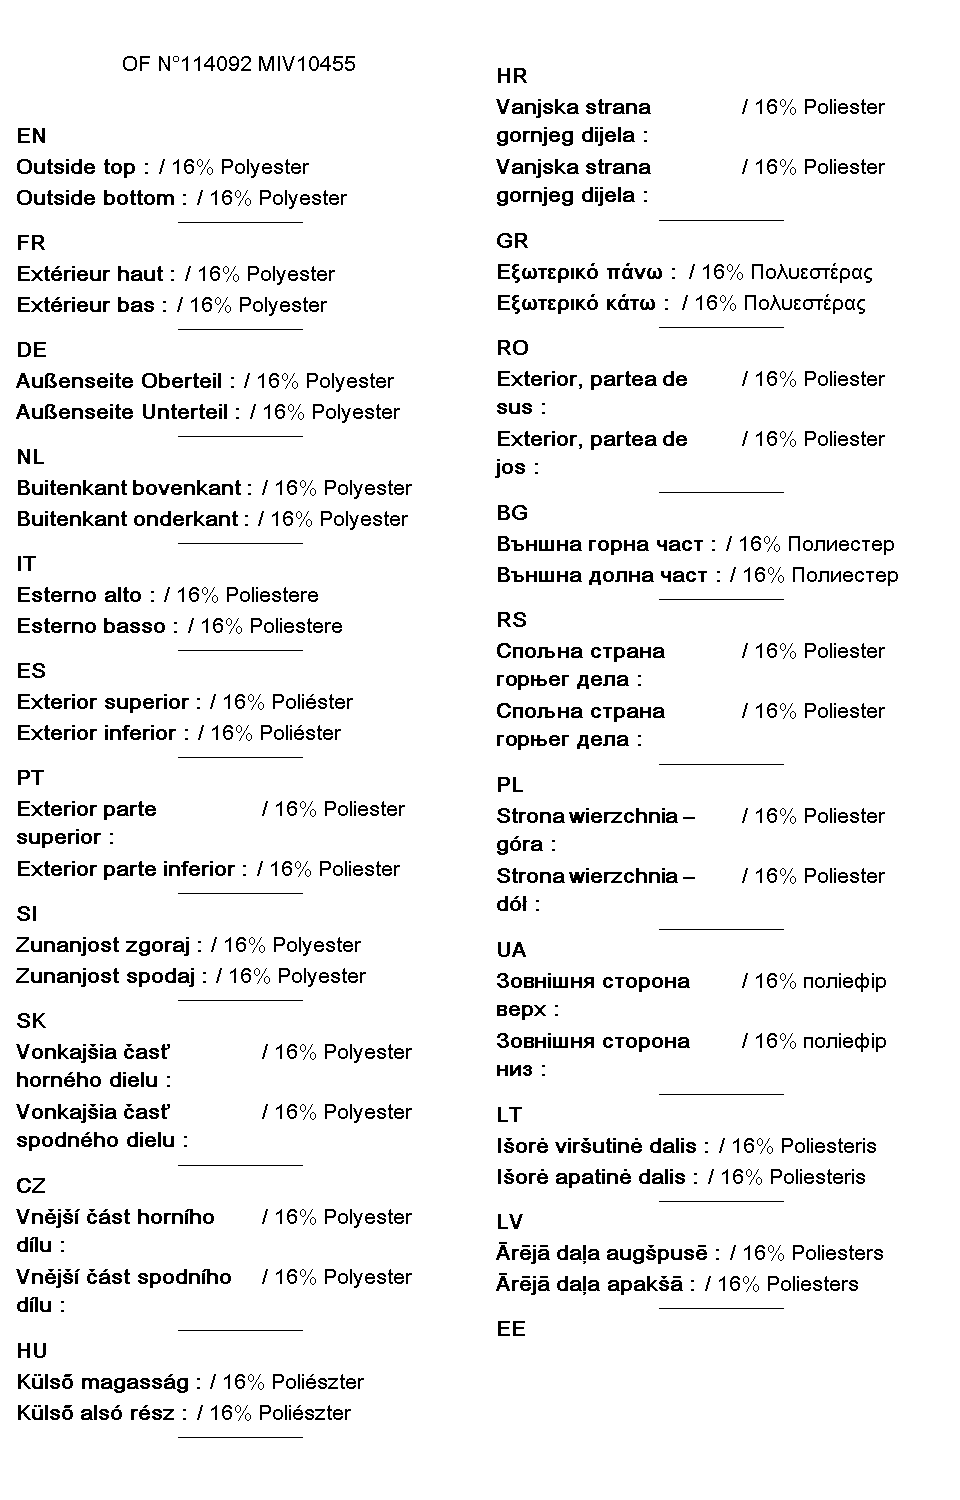 OF N°114092 MIV10455
EN
Outside top : / 16% Polyester
Outside bottom : / 16% Polyester
FR
Extérieur haut : / 16% Polyester
Extérieur bas : / 16% Polyester
DE
Außenseite Oberteil : / 16% Polyester
Außenseite Unterteil : / 16% Polyester
NL
Buitenkant bovenkant : / 16% Polyester
Buitenkant onderkant : / 16% Polyester
IT
Esterno alto : / 16% Poliestere
Esterno basso : / 16% Poliestere
ES
Exterior superior : / 16% Poliéster
Exterior inferior : / 16% Poliéster
PT
Exterior parte / 16% Poliester
superior :
Exterior parte inferior : / 16% Poliester
SI
Zunanjost zgoraj : / 16% Polyester
Zunanjost spodaj : / 16% Polyester
SK
Vonkajšia časť / 16% Polyester
horného dielu :
Vonkajšia časť / 16% Polyester
spodného dielu :
CZ
Vnější část horního / 16% Polyester
dílu :
Vnější část spodního / 16% Polyester
dílu :
HU
Külső magasság : / 16% Poliészter
Külső alsó rész : / 16% Poliészter
HR
Vanjska strana / 16% Poliester
gornjeg dijela :
Vanjska strana / 16% Poliester
gornjeg dijela :
GR
Εξωτερικό πάνω : / 16% Πολυεστέρας
Εξωτερικό κάτω : / 16% Πολυεστέρας
RO
Exterior, partea de / 16% Poliester
sus :
Exterior, partea de / 16% Poliester
jos :
BG
Външна горна част : / 16% Полиестер
Външна долна част : / 16% Полиестер
RS
Спољна страна / 16% Poliester
горњег дела :
Спољна страна / 16% Poliester
горњег дела :
PL
Strona wierzchnia – / 16% Poliester
góra :
Strona wierzchnia – / 16% Poliester
dół :
UA
Зовнішня сторона / 16% поліефір
верх :
Зовнішня сторона / 16% поліефір
низ :
LT
Išorė viršutinė dalis : / 16% Poliesteris
Išorė apatinė dalis : / 16% Poliesteris
LV
Ārējā daļa augšpusē : / 16% Poliesters
Ārējā daļa apakšā : / 16% Poliesters
EE